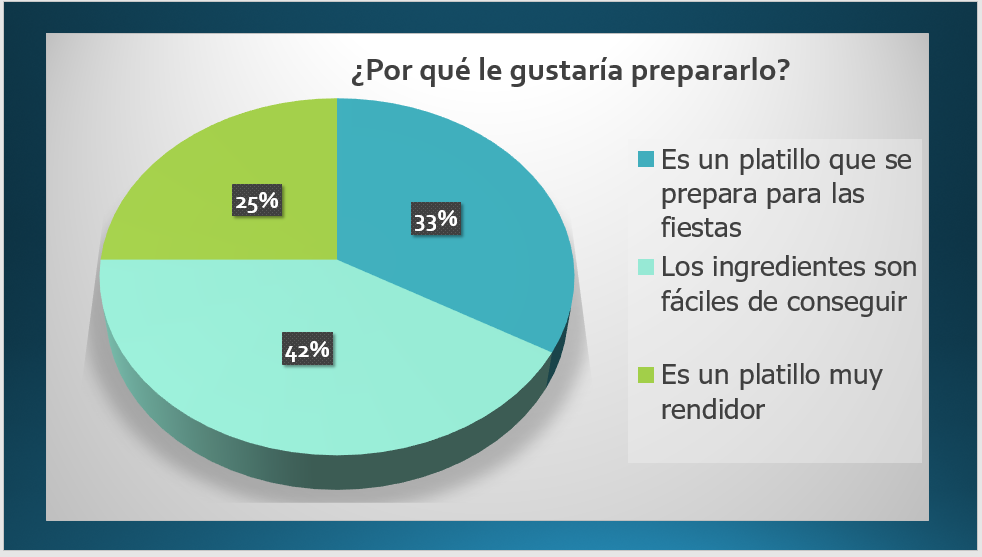 ¿Por qué le gustaría prepararlo?
25%
33%
42%
Es un platillo que se
prepara para las
fiestas
Los ingredientes son
fáciles de conseguir
Es un platillo muy
rendidor